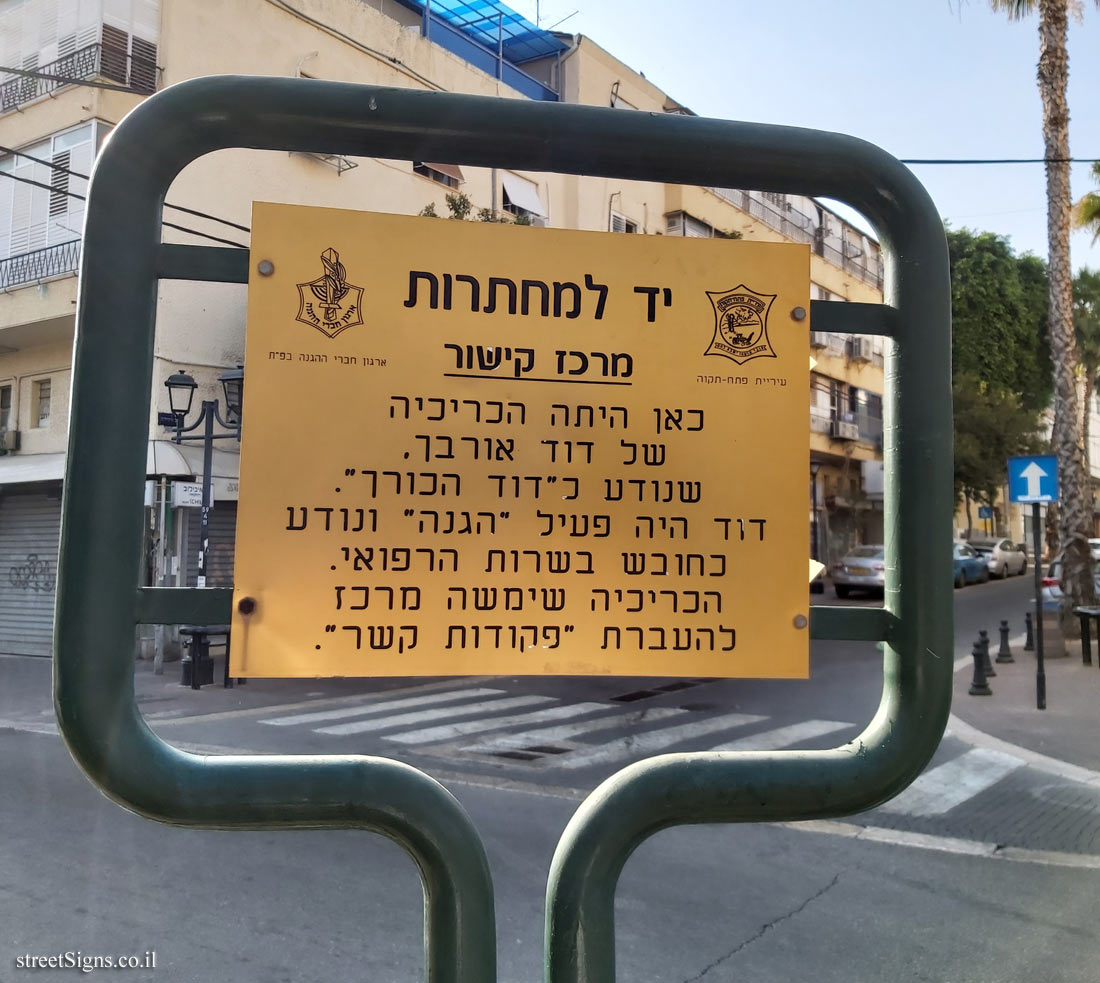 יד למחתרות
מרכז קישור
ארגון חברי ההגנה בפ״ת
עיריית פתח-תקוה
כאן היתה הכריכיה
של דוד אורבך,
שנודע כ״דוד הכורך״.
דוד היה פעיל ״הגנה״ ונודע
כחובש בשרות הרפואי.
הכריכיה שימשה מרכז
להעברת ״פקודות קשר״.
streetSigns.co.il